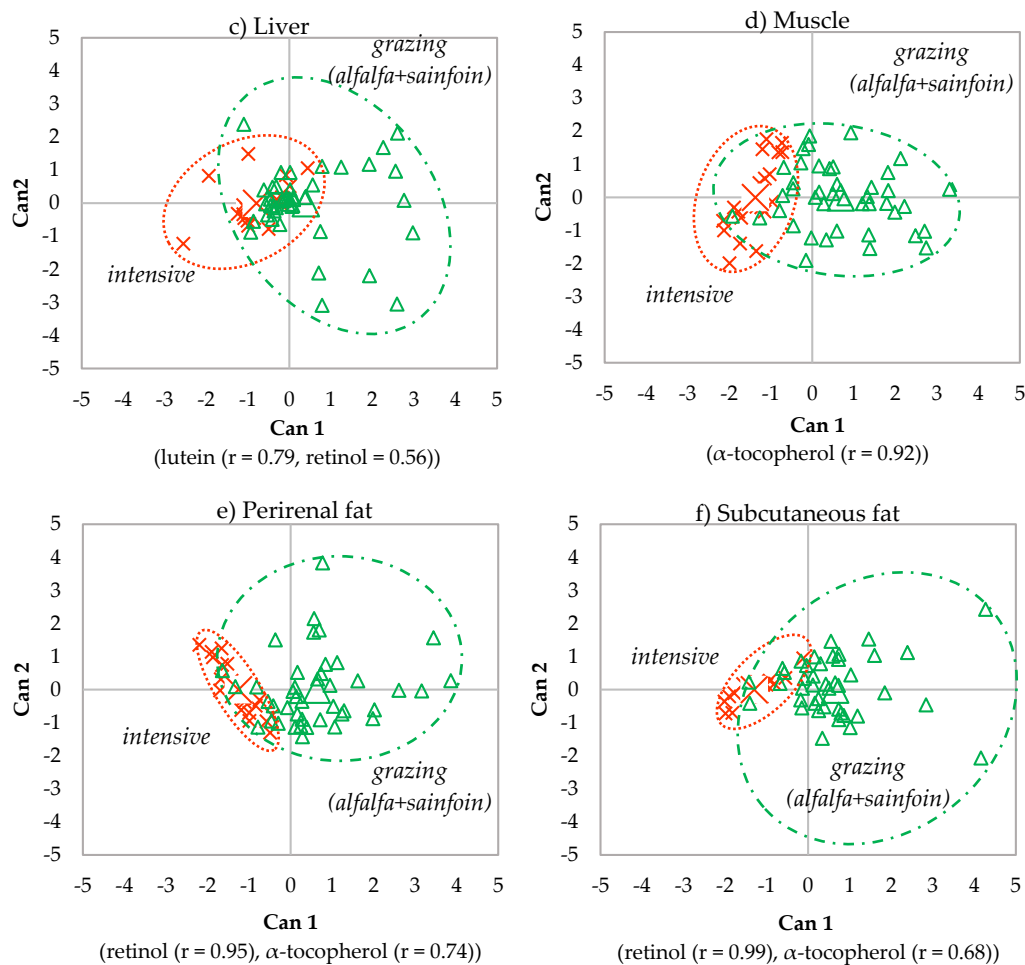 c) Liver
grazing
(alfalfa+sainfoin)
intensive
Can2
5
4
3
2
1
0
-1
-2
-3
-4
-5
-5 -4 -3 -2 -1 0 1 2 3 4 5
Can 1
(lutein (r = 0.79, retinol = 0.56))
d) Muscle
grazing
(alfalfa+sainfoin)
intensive
Can2
5
4
3
2
1
0
-1
-2
-3
-4
-5
-5 -4 -3 -2 -1 0 1 2 3 4 5
Can 1
(α-tocopherol (r = 0.92))
e) Perirenal fat
intensive
grazing
(alfalfa+sainfoin)
Can 2
5
4
3
2
1
0
-1
-2
-3
-4
-5
-5 -4 -3 -2 -1 0 1 2 3 4 5
Can 1
(retinol (r = 0.95), α-tocopherol (r = 0.74))
f) Subcutaneous fat
intensive
grazing
(alfalfa+sainfoin)
Can 2
5
4
3
2
1
0
-1
-2
-3
-4
-5
-5 -4 -3 -2 -1 0 1 2 3 4 5
Can 1
(retinol (r = 0.99), α-tocopherol (r = 0.68))